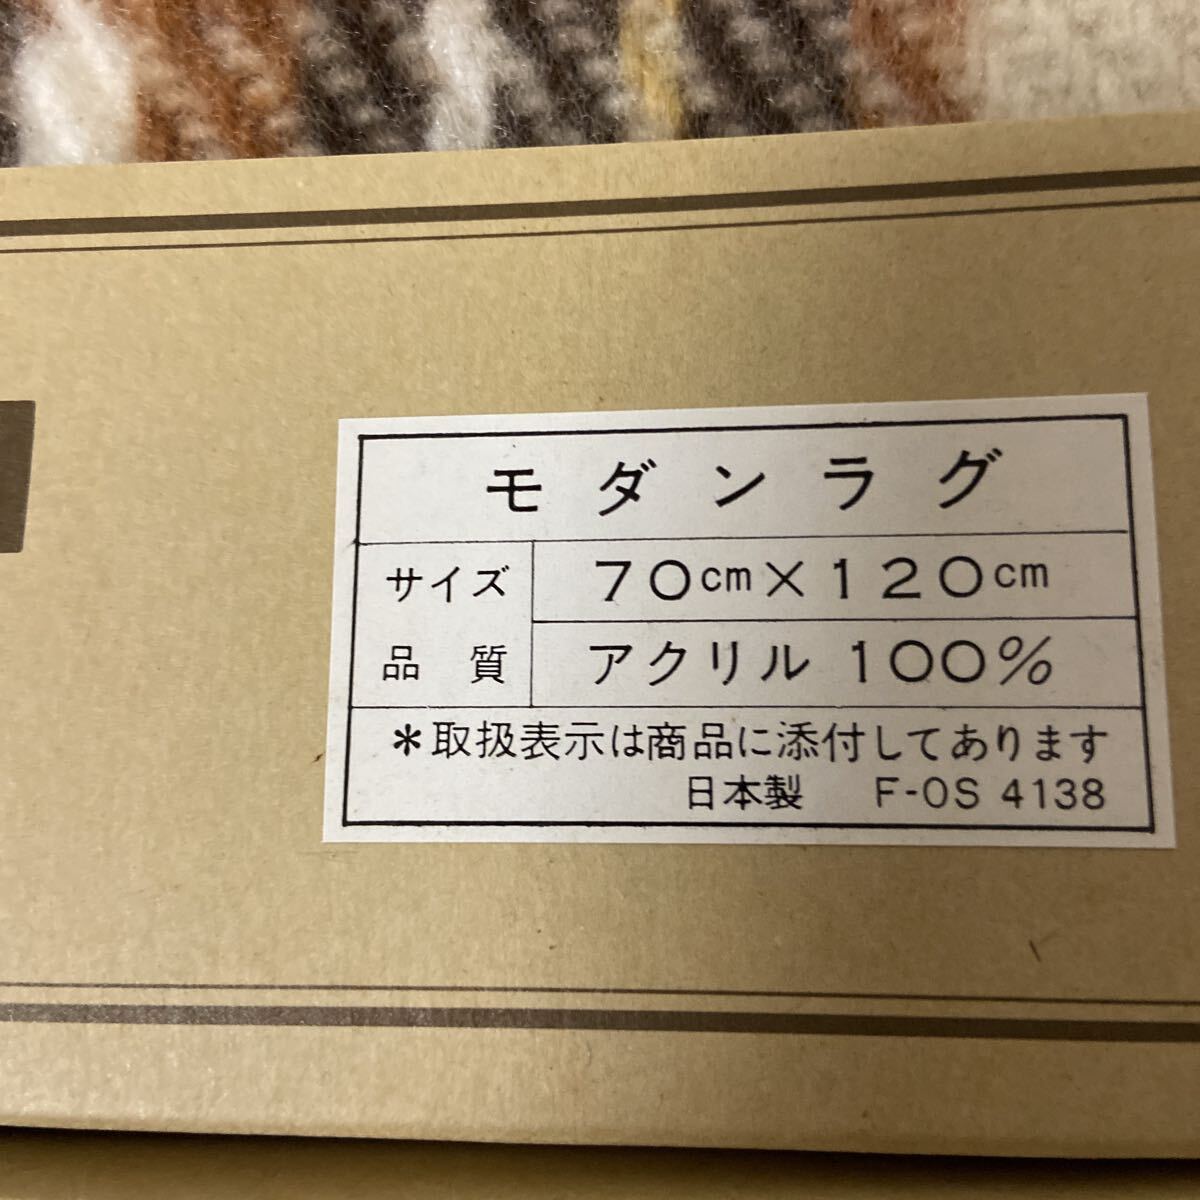 モダンラグ
サイズ 70cm×120cm
品質 アクリル 100%
＊取扱表示は商品に添付してあります
日本製 F-OS 4138